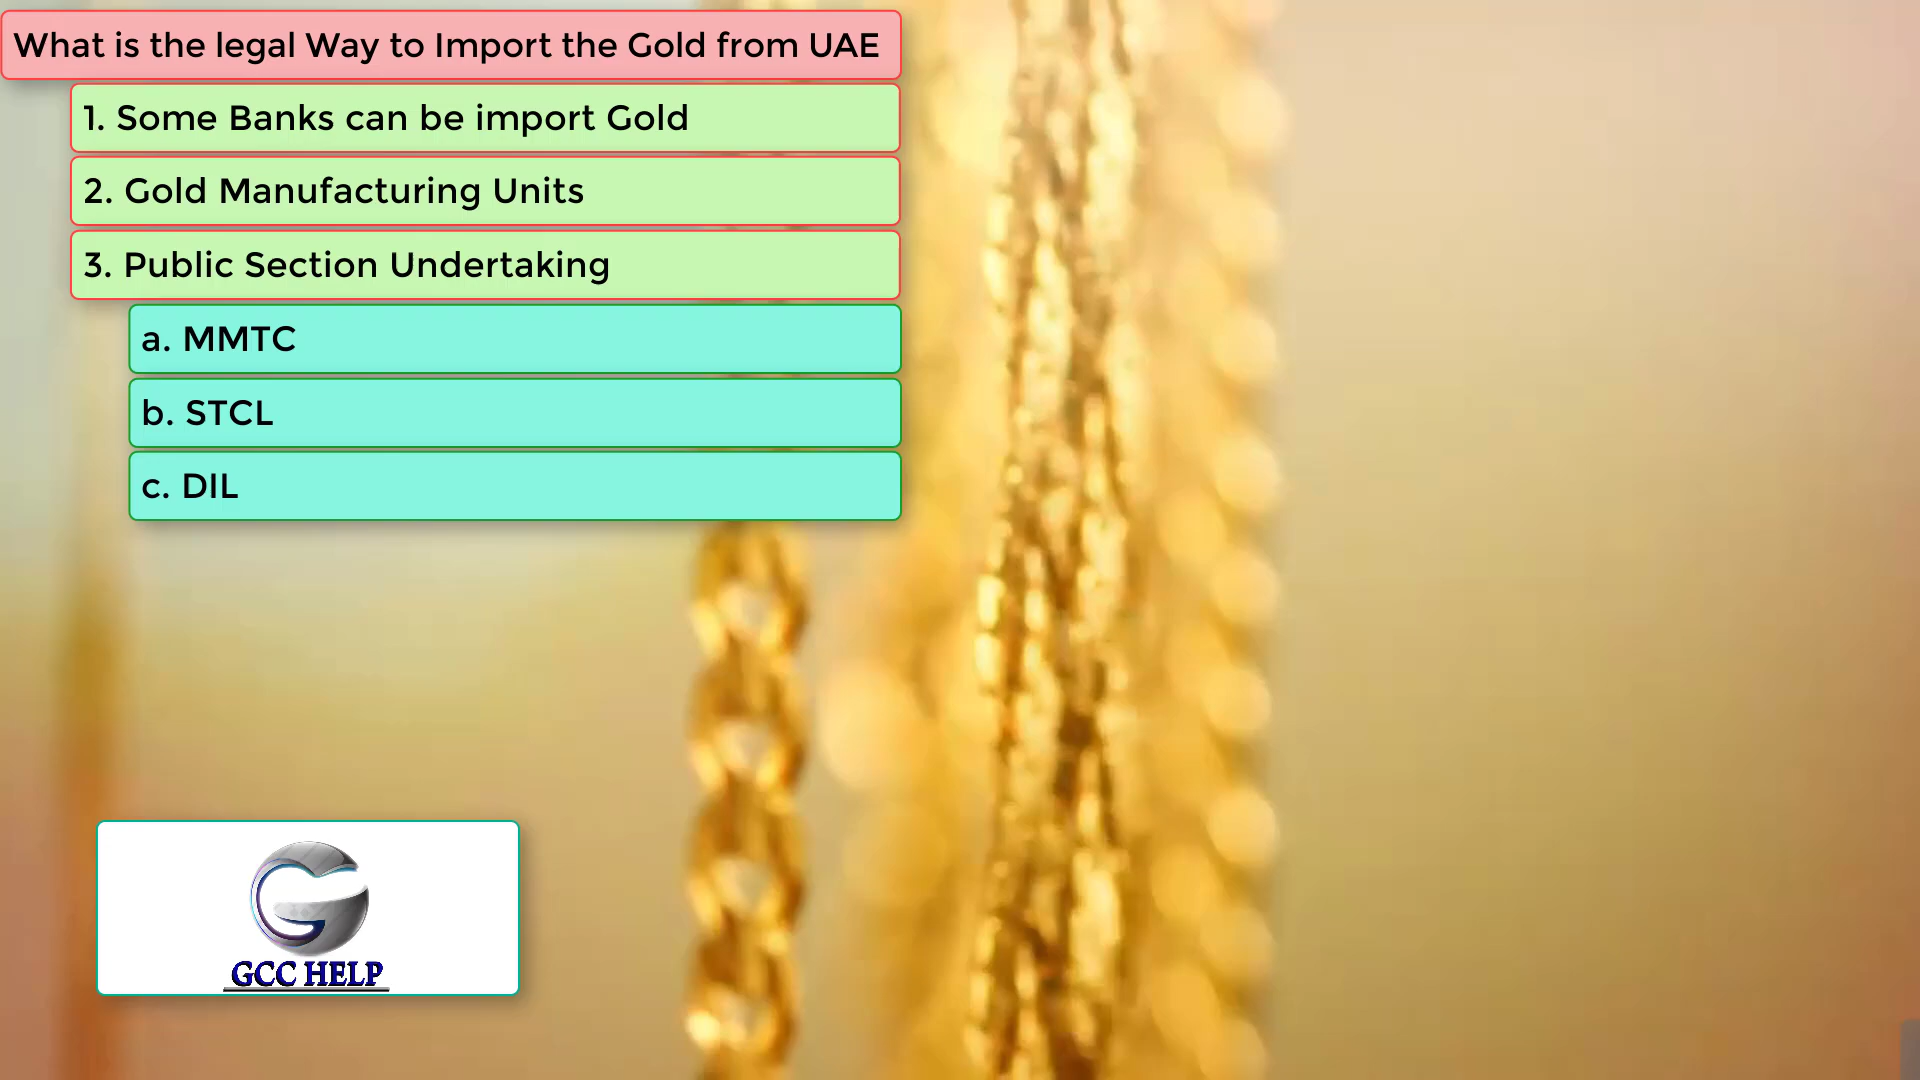 What is the legal Way to Import the Gold from UAE
1. Some Banks can be import Gold
2. Gold Manufacturing Units
3. Public Section Undertaking
a. MMTC
b. STCL
c. DIL
GCC HELP